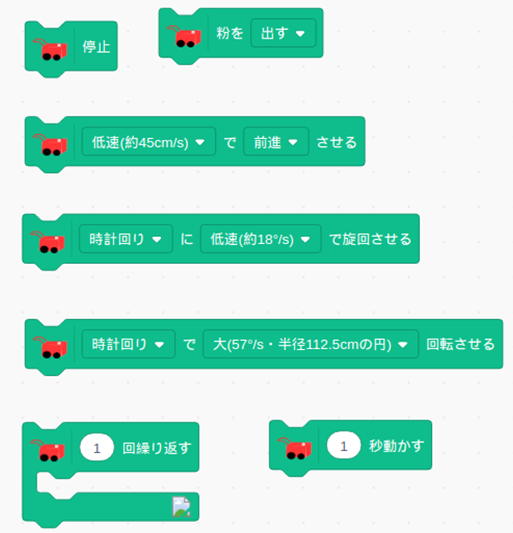 停止
粉を 出す
低速(約45cm/s) で 前進 させる
時計回り に 低速(約18°/s) で旋回させる
時計回り で 大(57°/s・半径112.5cmの円) 回転させる
1 回繰り返す
1 秒動かす